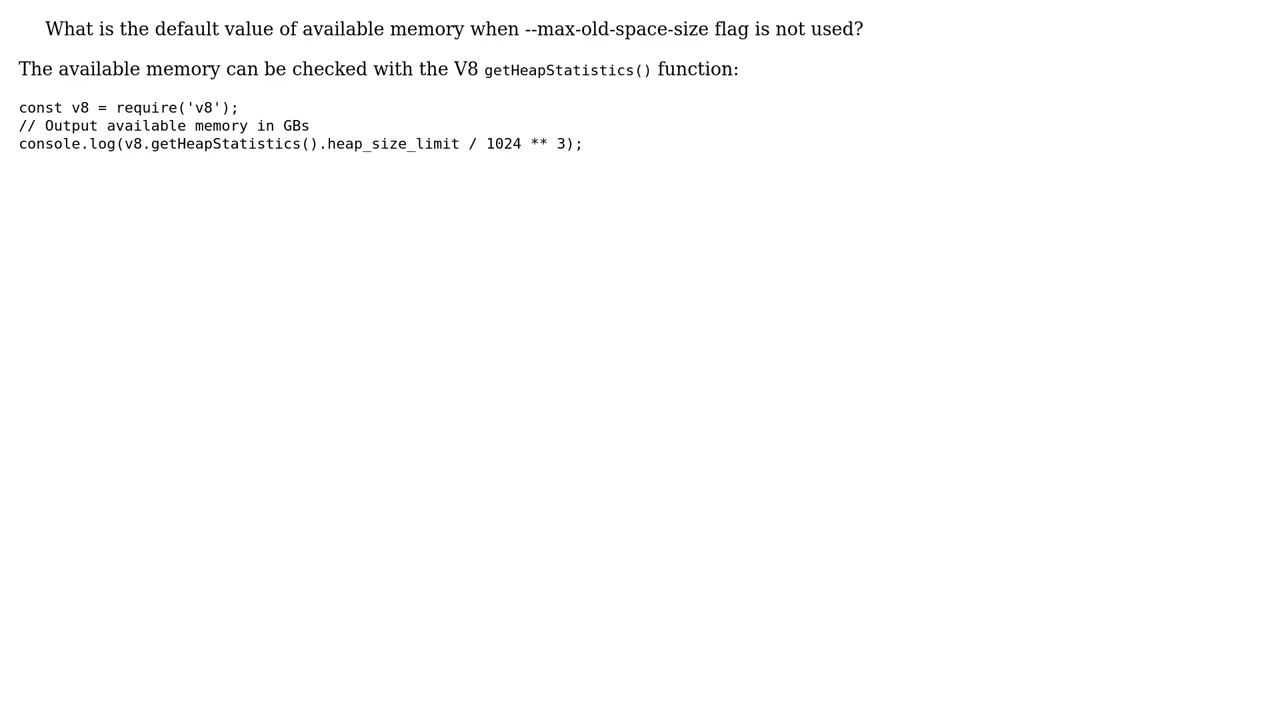 What is the default value of available memory when --max-old-space-size flag is not used?
The available memory can be checked with the V8 getHeapStatistics() function:
const v8 = require('v8');
// Output available memory in GBs
console.log(v8.getHeapStatistics().heap_size_limit / 1024 ** 3);